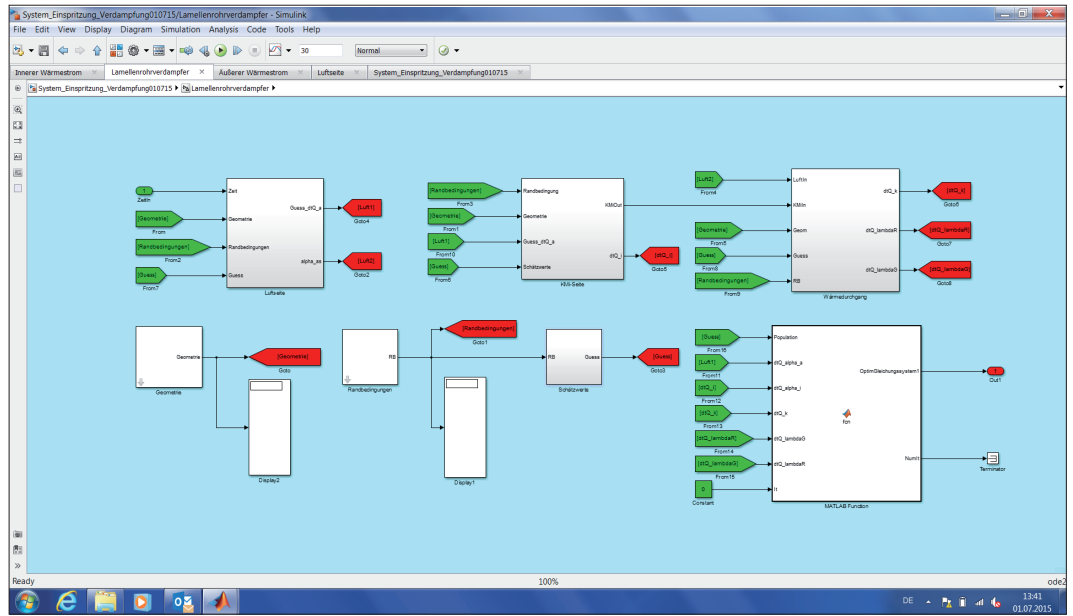 System_Einspritzung_Verdampfung010715/Lamellenrohrverdampfer - Simulink
File Edit View Display Diagram Simulation Analysis Code Tools Help
30 Normal
Innerer Wärmestrom Lamellenrohrverdampfer Äußerer Wärmestrom Luftseite System_Einspritzung_Verdampfung010715
System_Einspritzung_Verdampfung010715 Lamellenrohrverdampfer
1
ZeitIn
[Geometrie]
From
[Randbedingungen]
From2
[Guess]
From7
Zeit
Geometrie
Randbedingungen
Guess
Guess_dtQ_a
alpha_as
Luftseite
[Luft1]
Goto4
[Luft2]
Goto2
[Randbedingungen]
From3
[Geometrie]
From1
[Luft1]
From10
[Guess]
From6
Randbedingung
Geometrie
Guess_dtQ_a
Schätzwerte
KMiOut
dtQ_i
KMi-Seite
[dtQ_i]
Goto5
[Luft2]
From4
[Geometrie]
From5
[Guess]
From8
[Randbedingungen]
From9
LuftIn
KMiIn
Geom
Guess
RB
dtQ_k
dtQ_lambdaR
dtQ_lambdaG
Wärmedurchgang
[dtQ_k]
Goto6
[dtQ_lambdaR]
Goto7
[dtQ_lambdaG]
Goto8
Geometrie
Geometrie
[Geometrie]
Goto
Display2
RB
Randbedingungen
[Randbedingungen]
Goto1
Display1
RB
Guess
Schätzwerte
[Guess]
Goto3
[Guess]
From16
[Luft1]
From11
[dtQ_i]
From12
[dtQ_k]
From13
[dtQ_lambdaR]
From14
[dtQ_lambdaG]
From15
0
Constant
Population
dtQ_alpha_a
dtQ_alpha_i
dtQ_k
dtQ_lambdaG
dtQ_lambdaR
It
fcn
OptimGleichungssystem1
NumIt
MATLAB Function
1
Out1
Terminator
Ready 100% ode2
DE 13:41
01.07.2015